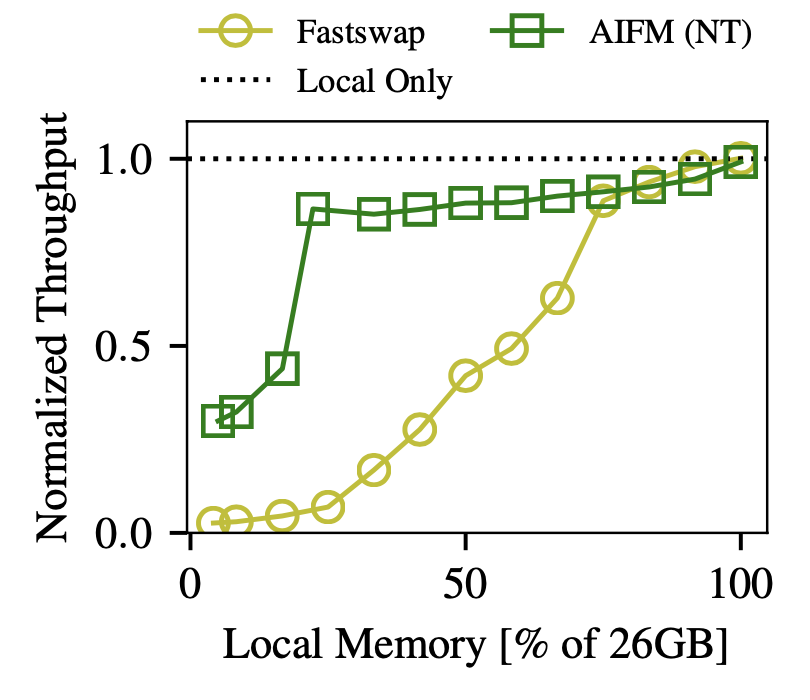 Fastswap AIFM (NT)
Local Only
Normalized Throughput
1.0
0.5
0.0
0 50 100
Local Memory [% of 26GB]